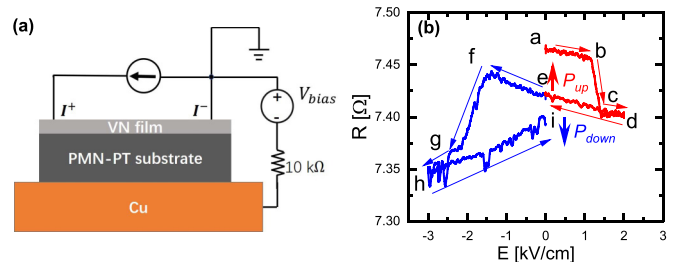 (a)
I⁺
I⁻
+
-
V_bias
VN film
PMN-PT substrate
10 kΩ
Cu
(b)
7.50
7.45
7.40
7.35
7.30
R [Ω]
a
b
c
d
e
f
g
h
i
P_up
P_down
-3 -2 -1 0 1 2 3
E [kV/cm]